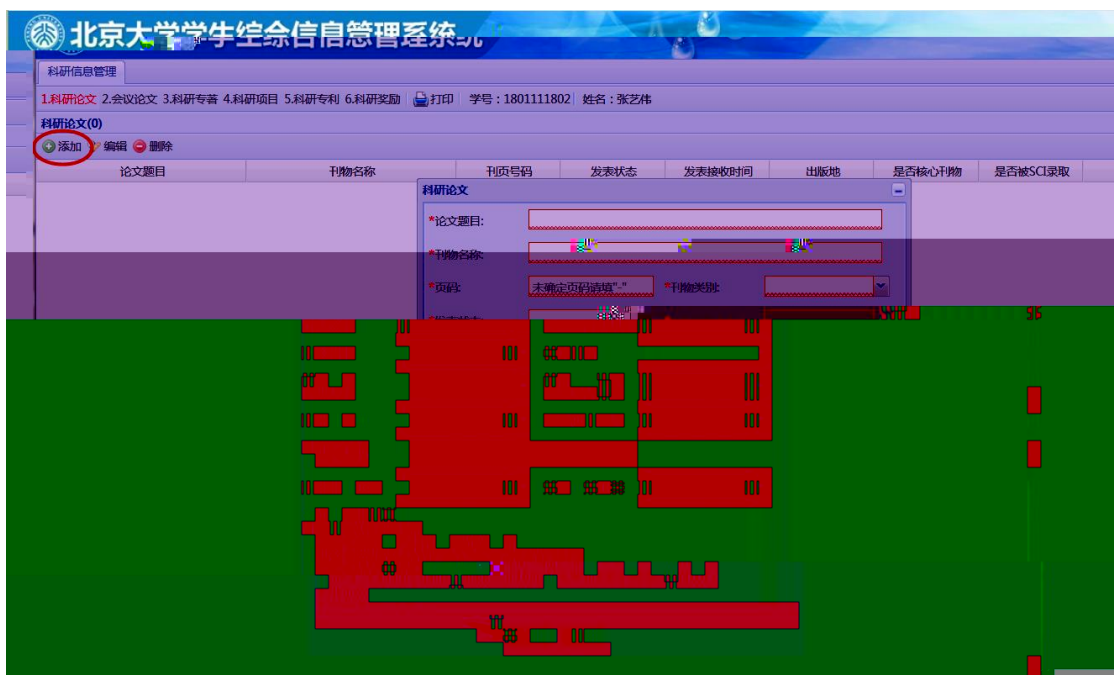 北京大学学生综合信息管理系统
科研信息管理
1.科研论文 2.会议论文 3.科研专著 4.科研项目 5.科研专利 6.科研奖励 打印 学号：1801111802 姓名：张艺伟
科研论文(0)
添加 编辑 删除
论文题目 刊物名称 刊页号码 发表状态 发表接收时间 出版地 是否核心刊物 是否被SCI录取
科研论文
*论文题目:
*刊物名称:
*页码: 未确定页码请填"-" *刊物类别: